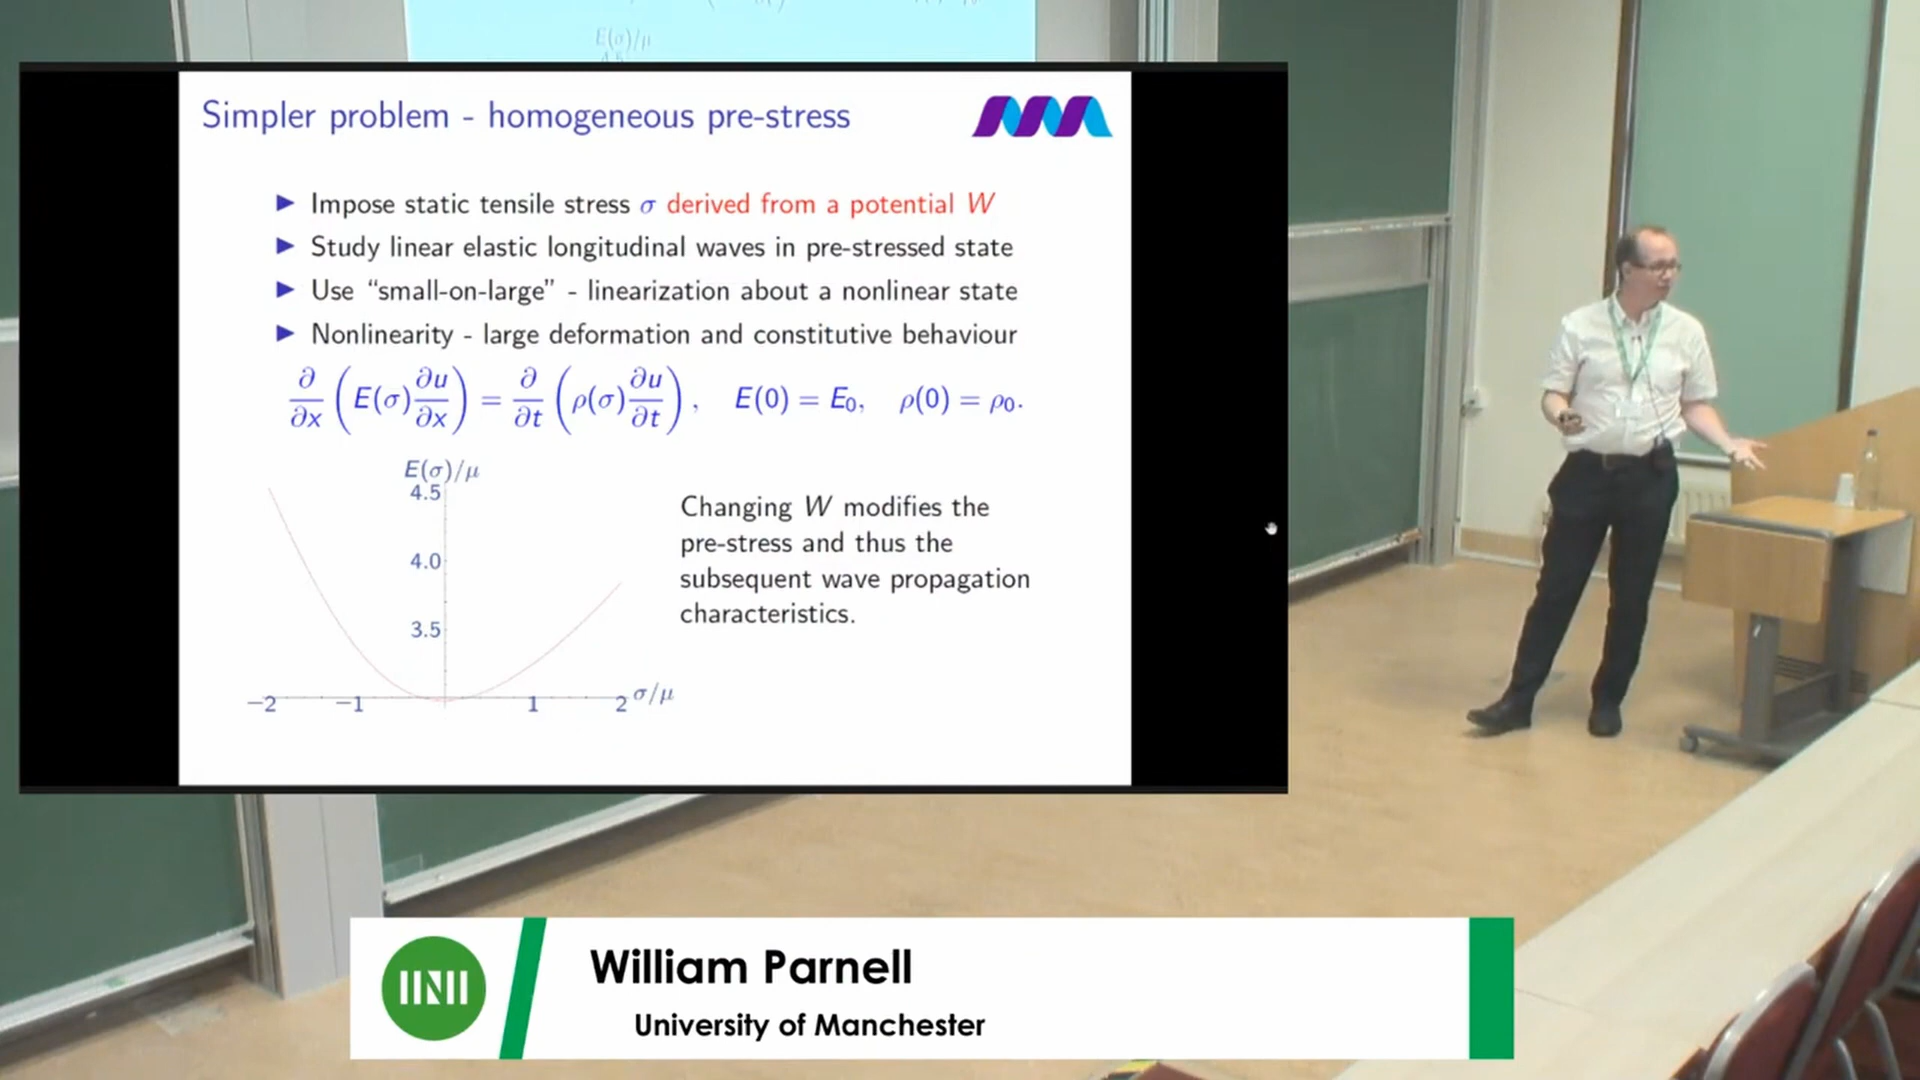 E(σ)/μ
Simpler problem - homogeneous pre-stress
▶ Impose static tensile stress σ derived from a potential W
▶ Study linear elastic longitudinal waves in pre-stressed state
▶ Use “small-on-large” - linearization about a nonlinear state
▶ Nonlinearity - large deformation and constitutive behaviour
∂/∂x (E(σ) ∂u/∂x) = ∂/∂t (ρ(σ) ∂u/∂t), E(0) = E₀, ρ(0) = ρ₀.
E(σ)/μ
4.5
4.0
3.5
−2 −1 1 2 σ/μ
Changing W modifies the
pre-stress and thus the
subsequent wave propagation
characteristics.
William Parnell
University of Manchester